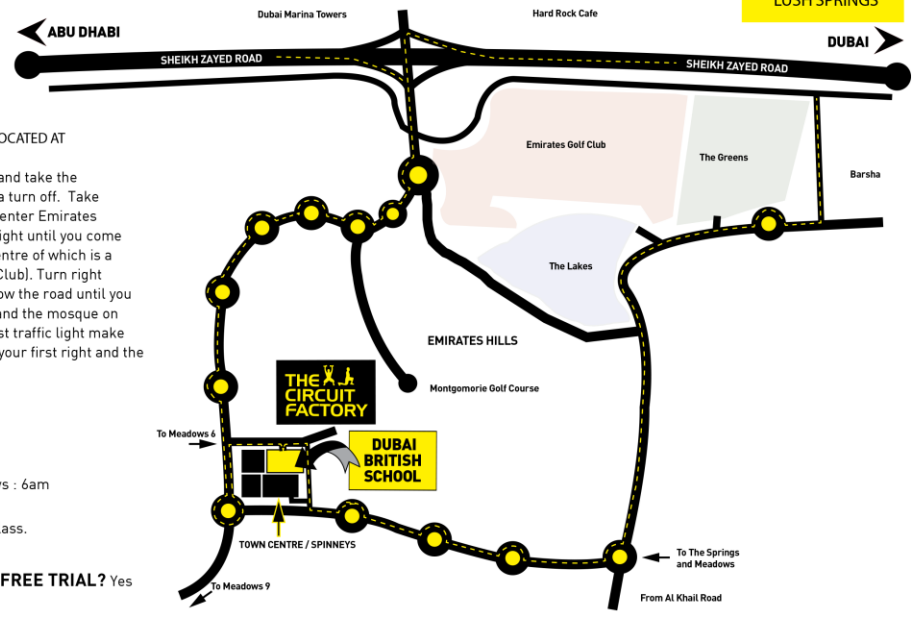 LUSH SPRINGS
Dubai Marina Towers
Hard Rock Cafe
ABU DHABI
DUBAI
SHEIKH ZAYED ROAD
SHEIKH ZAYED ROAD
OCATED AT
and take the
a turn off. Take
enter Emirates
ight until you come
entre of which is a
Club). Turn right
ow the road until you
and the mosque on
st traffic light make
your first right and the
Emirates Golf Club
The Greens
Barsha
The Lakes
EMIRATES HILLS
Montgomorie Golf Course
THE
CIRCUIT
FACTORY
To Meadows 6
DUBAI
BRITISH
SCHOOL
ys : 6am
lass.
TOWN CENTRE / SPINNEYS
FREE TRIAL? Yes
To Meadows 9
To The Springs
and Meadows
From Al Khail Road